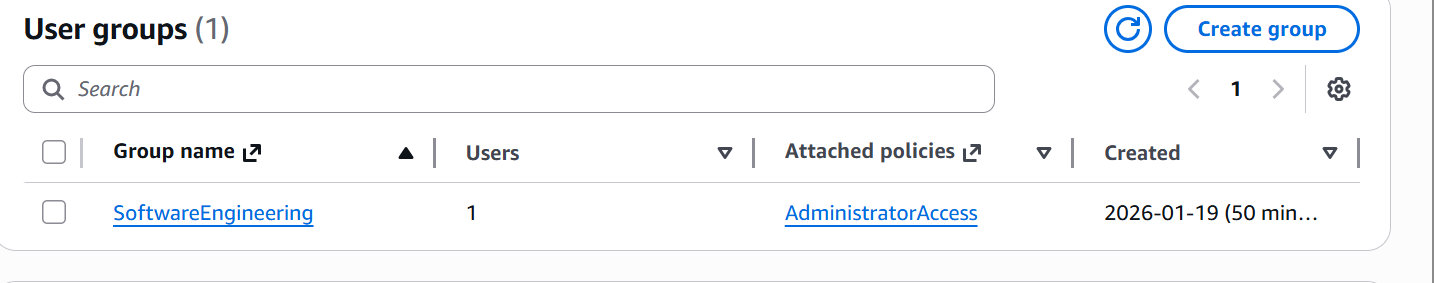 User groups (1)
Create group
Search
1
Group name
Users
Attached policies
Created
SoftwareEngineering
1
AdministratorAccess
2026-01-19 (50 min…